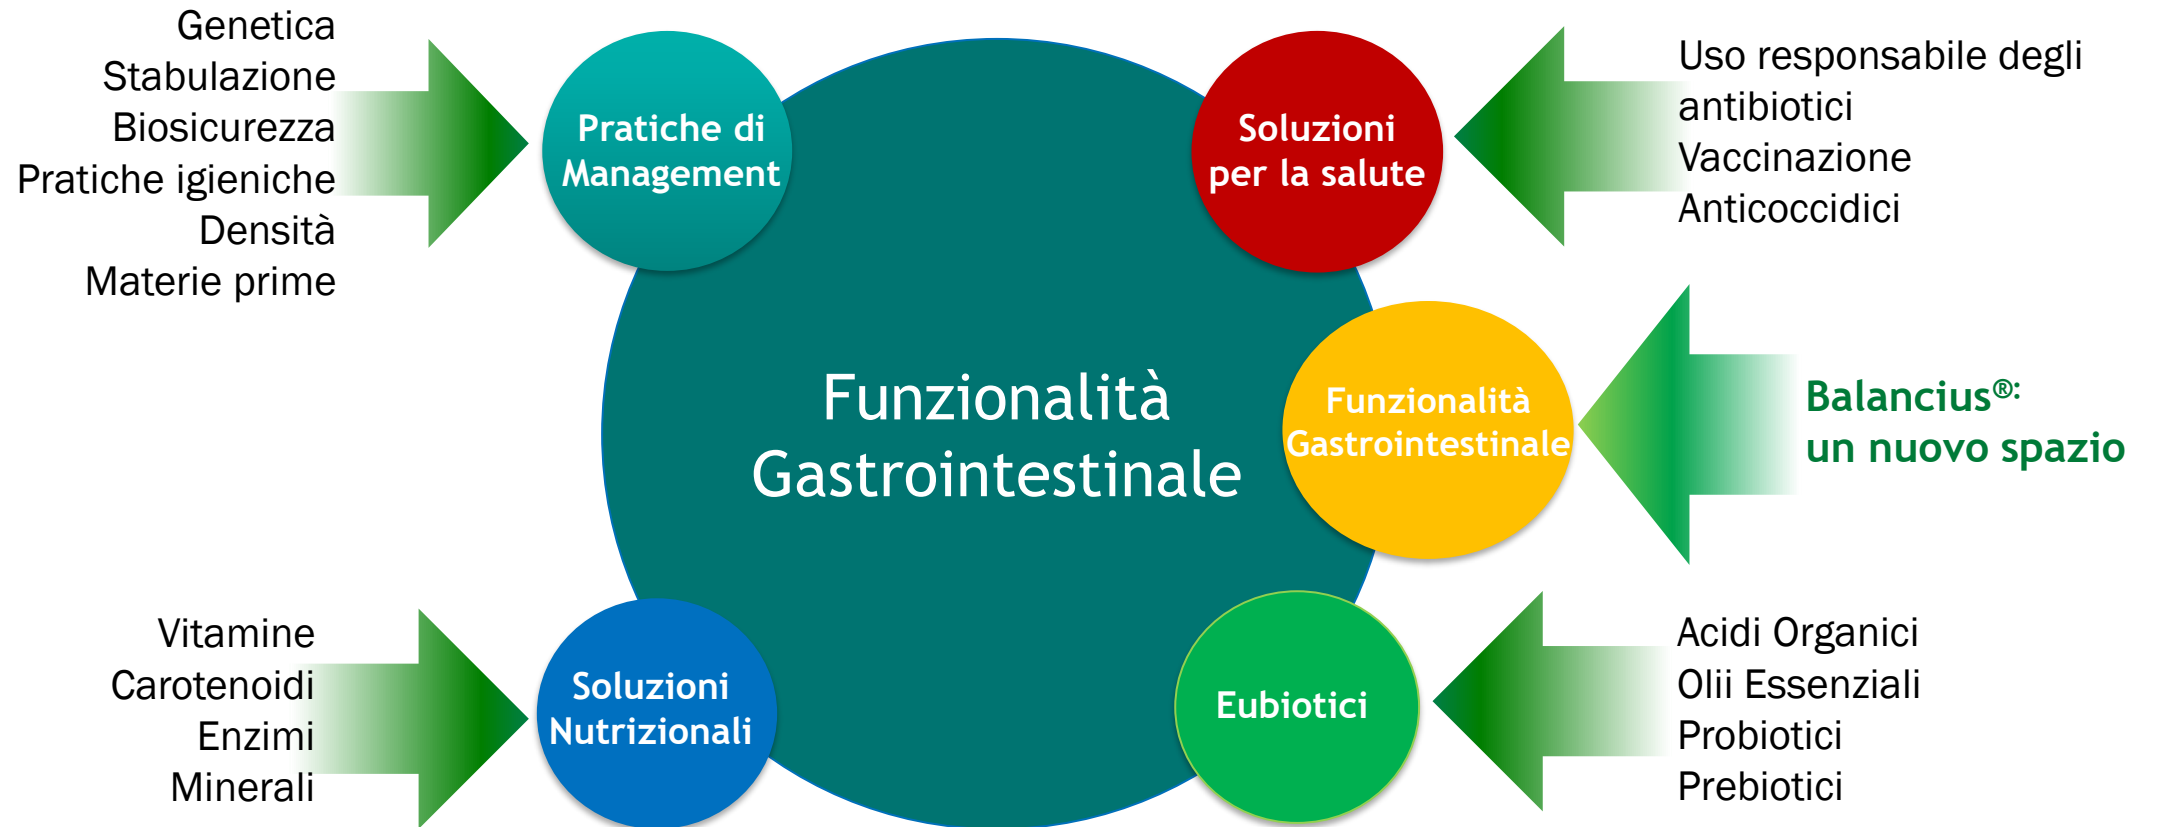 Genetica
Stabulazione
Biosicurezza
Pratiche igieniche
Densità
Materie prime
Pratiche di
Management
Soluzioni
per la salute
Uso responsabile degli
antibiotici
Vaccinazione
Anticoccidici
Funzionalità
Gastrointestinale
Funzionalità
Gastrointestinale
Balancius®:
un nuovo spazio
Vitamine
Carotenoidi
Enzimi
Minerali
Soluzioni
Nutrizionali
Eubiotici
Acidi Organici
Olii Essenziali
Probiotici
Prebiotici